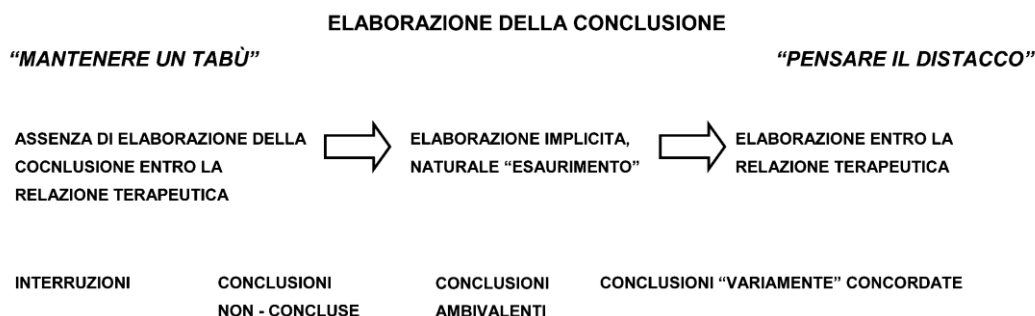 ELABORAZIONE DELLA CONCLUSIONE
“MANTENERE UN TABÙ”
“PENSARE IL DISTACCO”
ASSENZA DI ELABORAZIONE DELLA
COCNLUSIONE ENTRO LA
RELAZIONE TERAPEUTICA
ELABORAZIONE IMPLICITA,
NATURALE “ESAURIMENTO”
ELABORAZIONE ENTRO LA
RELAZIONE TERAPEUTICA
INTERRUZIONI
CONCLUSIONI
NON - CONCLUSE
CONCLUSIONI
AMBIVALENTI
CONCLUSIONI “VARIAMENTE” CONCORDATE